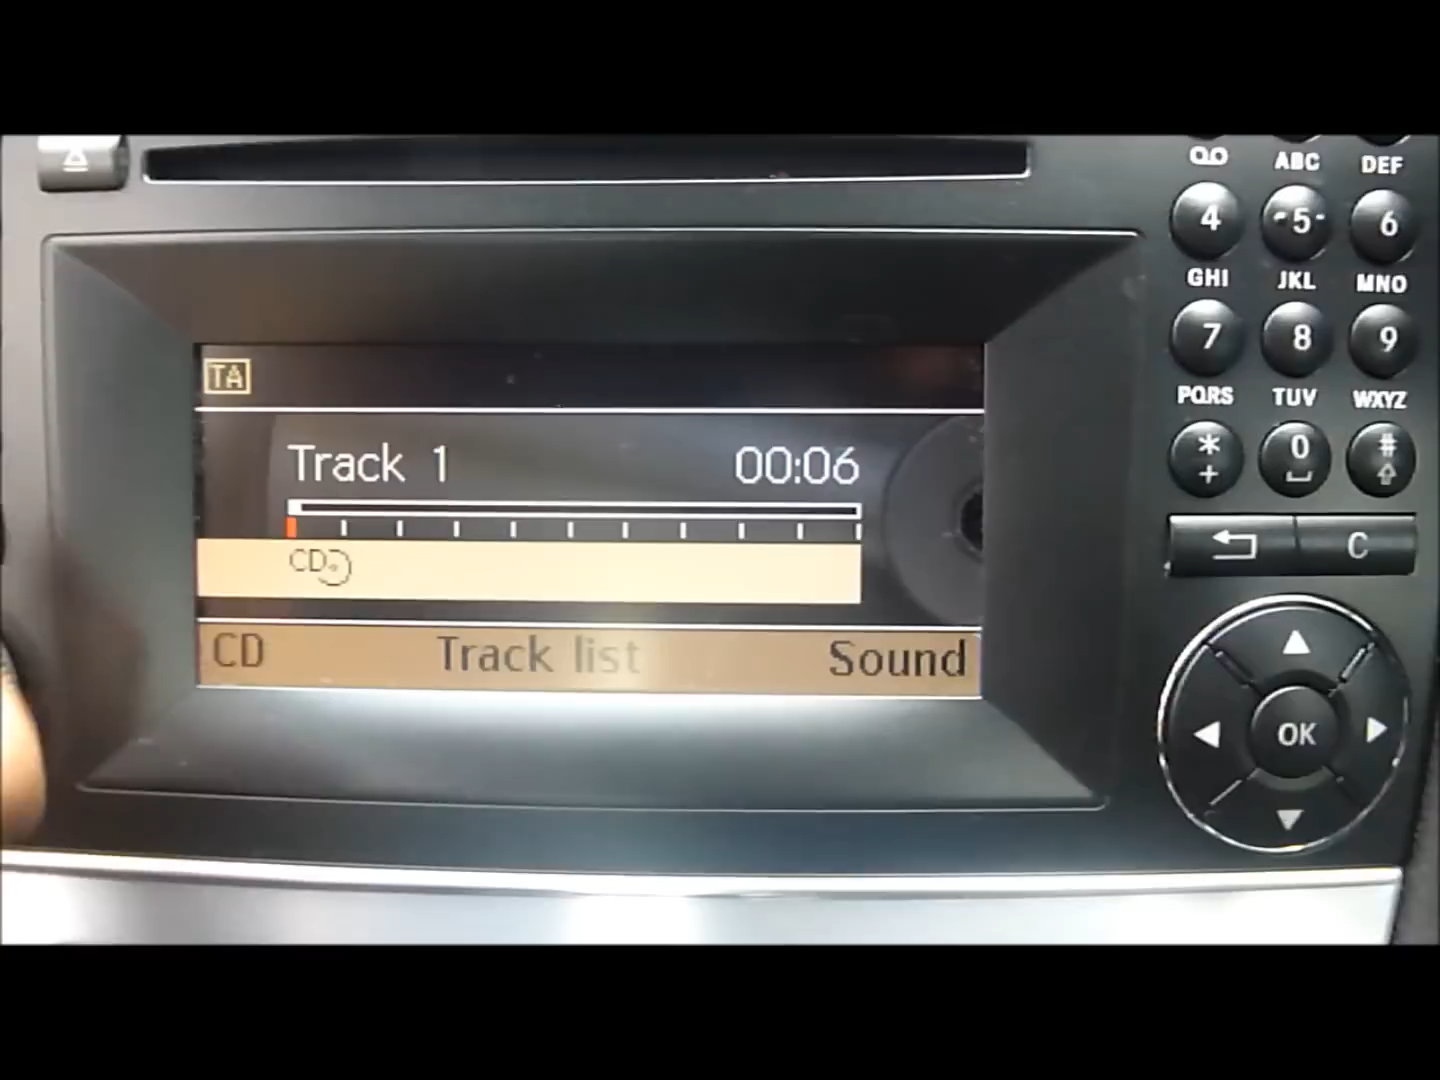 TA
Track 1 00:06
CD
CD Track list Sound
ABC DEF
4 5 6
GHI JKL MNO
7 8 9
PQRS TUV WXYZ
* 0 #
+
C
OK